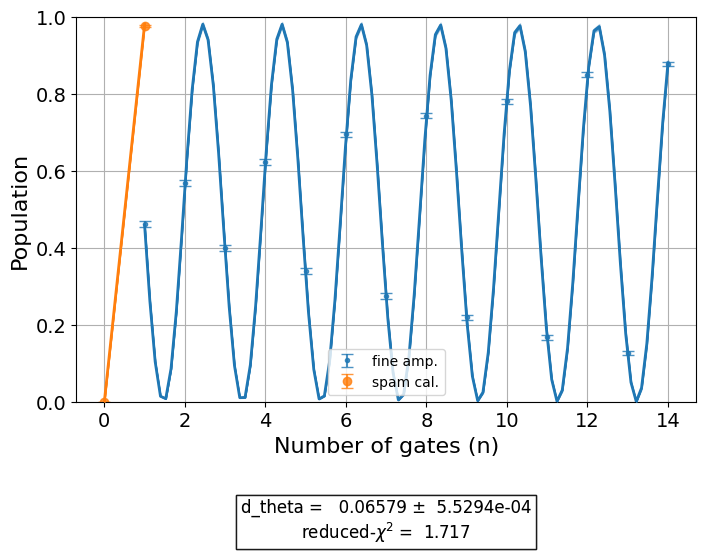 1.0
0.8
0.6
0.4
0.2
0.0
Population
0 2 4 6 8 10 12 14
Number of gates (n)
fine amp.
spam cal.
d_theta = 0.06579 ± 5.5294e-04
reduced-χ² = 1.717